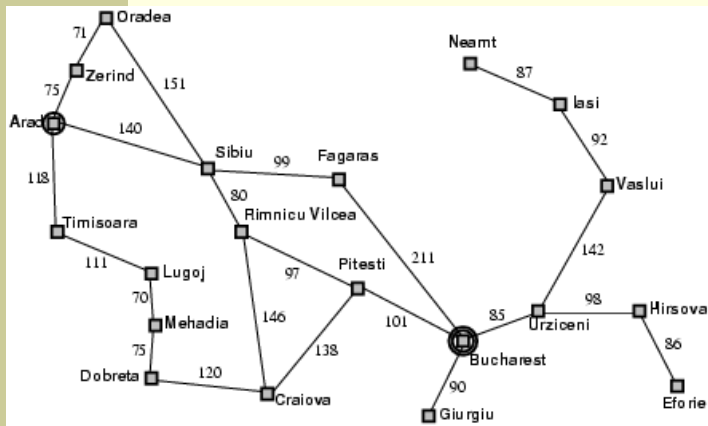 Oradea
71
Neamt
Zerind
87
151
75
Iasi
Arad
140
92
Sibiu
99
Fagaras
118
Vaslui
80
Timisoara
Rimnicu Vilcea
142
111
Pitesti
211
Lugoj
97
70
98
Hirsova
85
Mehadia
146
101
Urziceni
75
138
86
Bucharest
Dobreta
120
90
Craiova
Eforie
Giurgiu